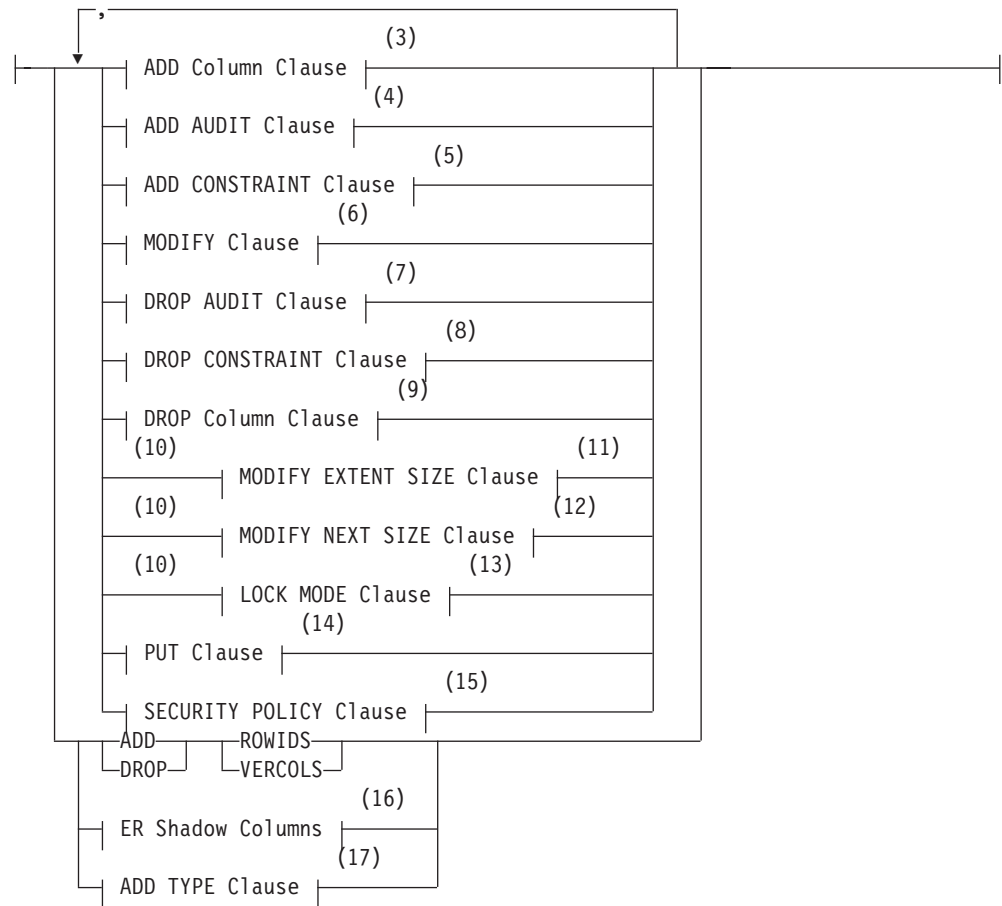 ,
(3)
ADD Column Clause
(4)
ADD AUDIT Clause
(5)
ADD CONSTRAINT Clause
(6)
MODIFY Clause
(7)
DROP AUDIT Clause
(8)
DROP CONSTRAINT Clause
(9)
DROP Column Clause
(10) (11)
MODIFY EXTENT SIZE Clause
(10) (12)
MODIFY NEXT SIZE Clause
(10) (13)
LOCK MODE Clause
(14)
PUT Clause
(15)
SECURITY POLICY Clause
ADD ROWIDS
DROP VERCOLS
(16)
ER Shadow Columns
(17)
ADD TYPE Clause